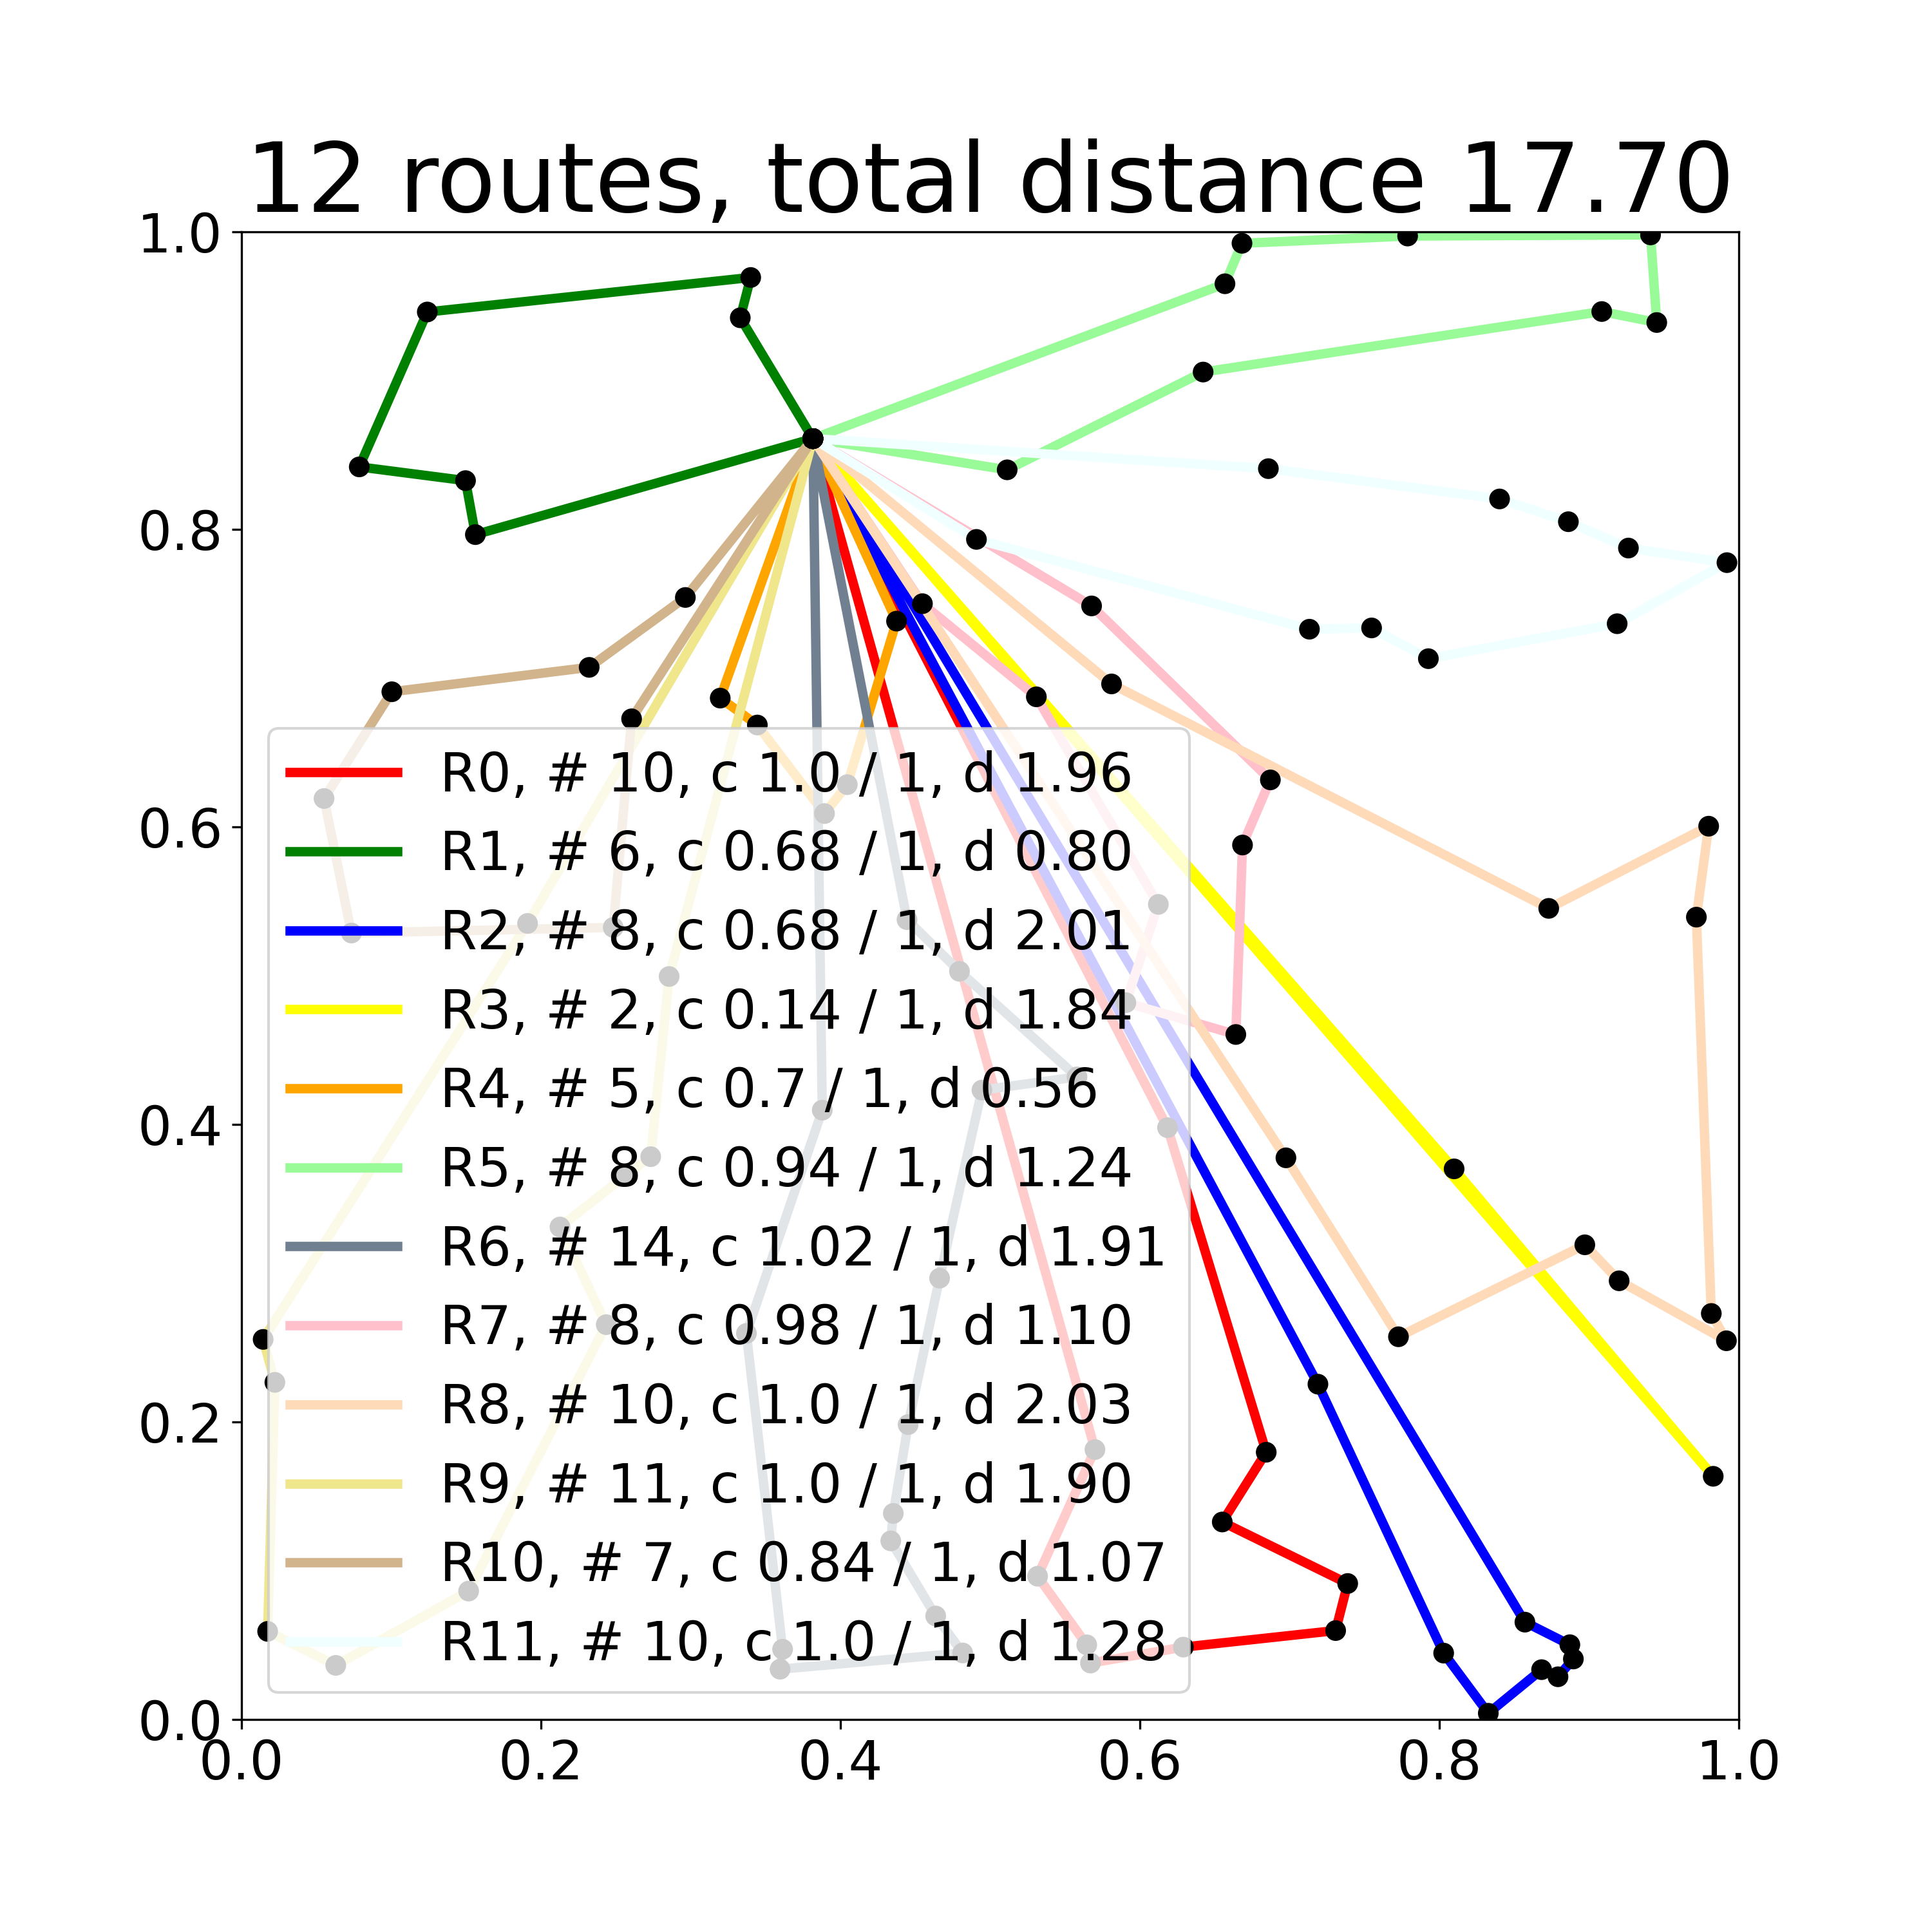 12 routes, total distance 17.70
1.0
0.8
0.6
0.4
0.2
0.0
R0, # 10, c 1.0 / 1, d 1.96
R1, # 6, c 0.68 / 1, d 0.80
R2, # 8, c 0.68 / 1, d 2.01
R3, # 2, c 0.14 / 1, d 1.84
R4, # 5, c 0.7 / 1, d 0.56
R5, # 8, c 0.94 / 1, d 1.24
R6, # 14, c 1.02 / 1, d 1.91
R7, # 8, c 0.98 / 1, d 1.10
R8, # 10, c 1.0 / 1, d 2.03
R9, # 11, c 1.0 / 1, d 1.90
R10, # 7, c 0.84 / 1, d 1.07
R11, # 10, c 1.0 / 1, d 1.28
0.0 0.2 0.4 0.6 0.8 1.0